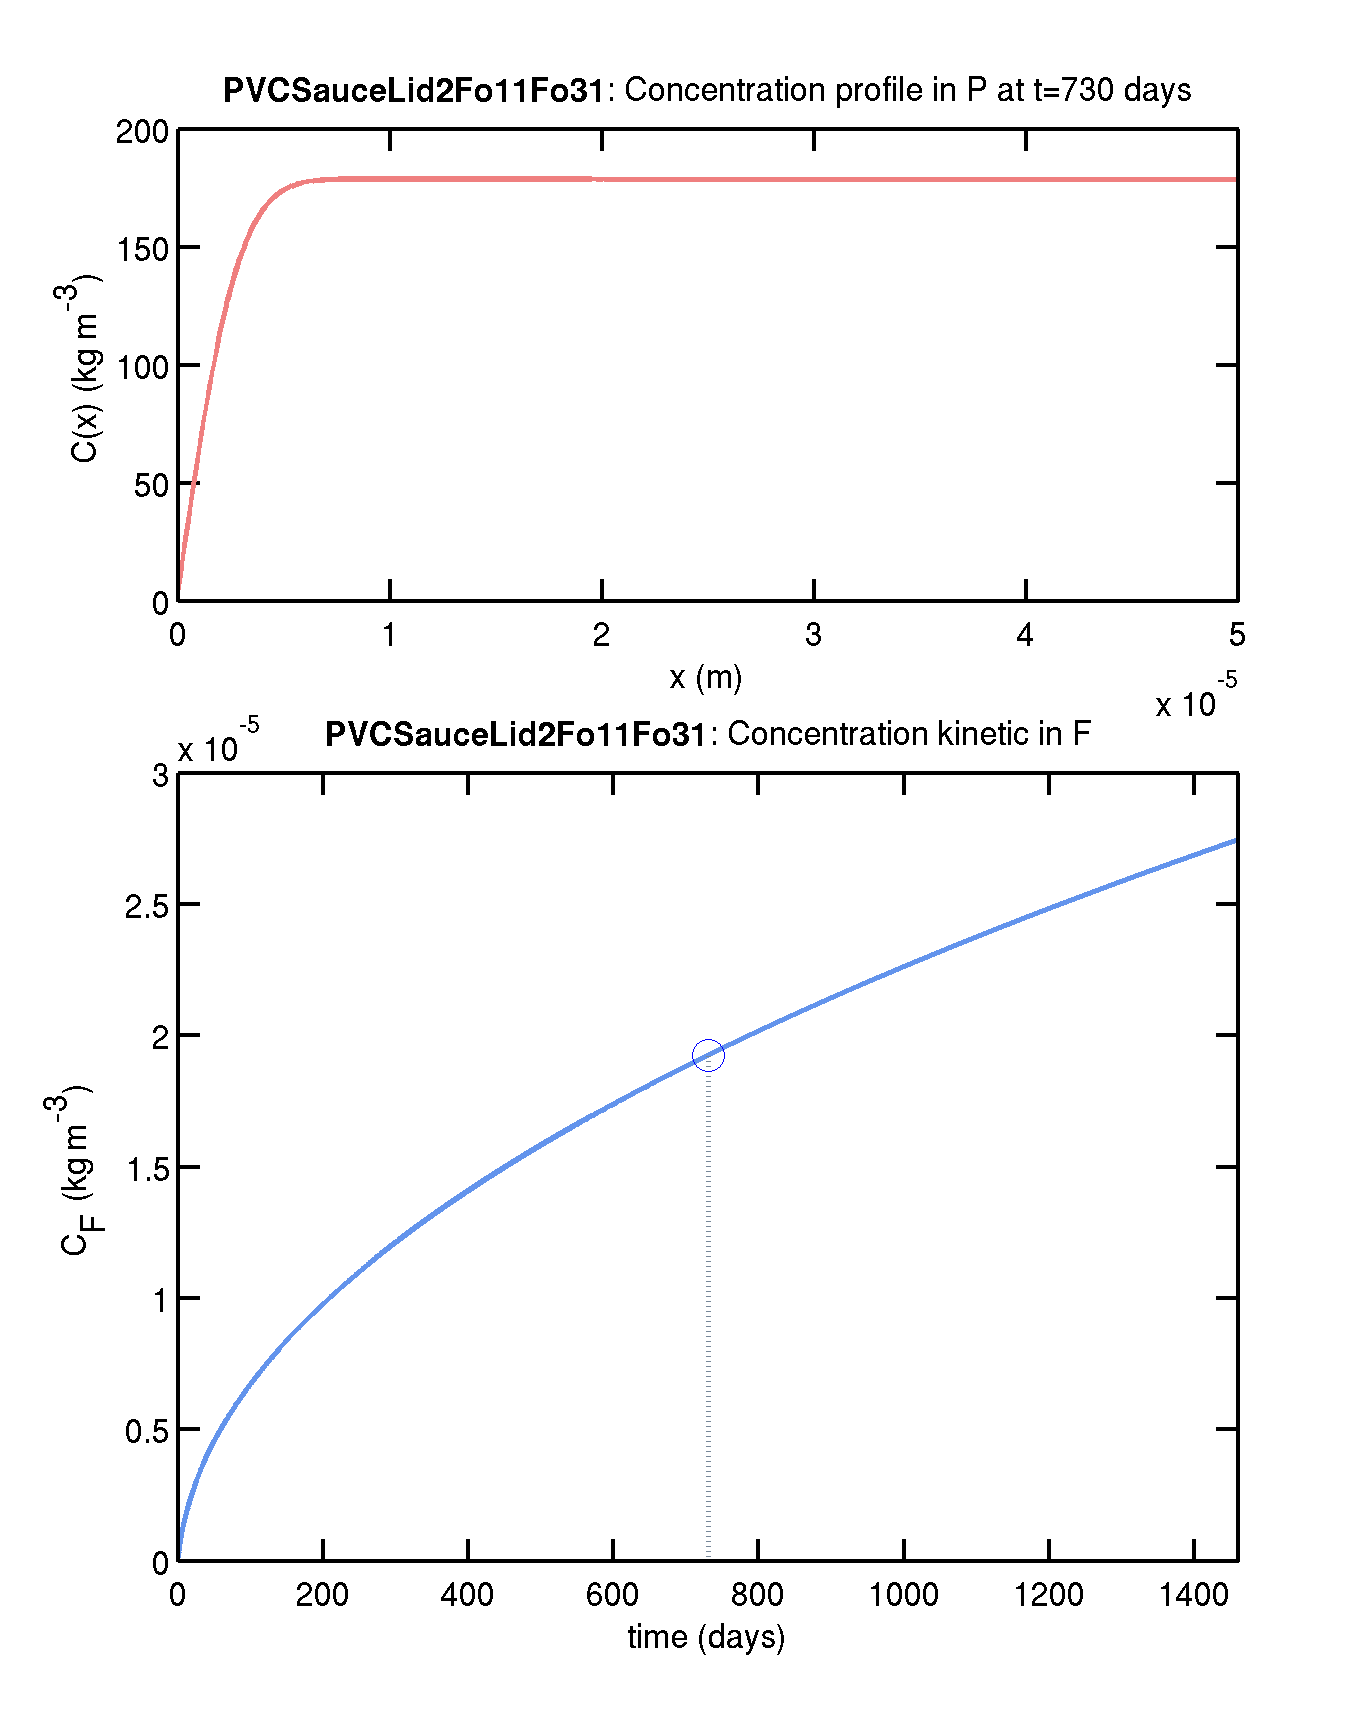 PVCSauceLid2Fo11Fo31: Concentration profile in P at t=730 days
200
150
100
50
0
C(x) (kg m-3)
0 1 2 3 4 5
x (m)
x 10-5
x 10-5
PVCSauceLid2Fo11Fo31: Concentration kinetic in F
3
2.5
2
1.5
1
0.5
0
CF (kg m-3)
0 200 400 600 800 1000 1200 1400
time (days)